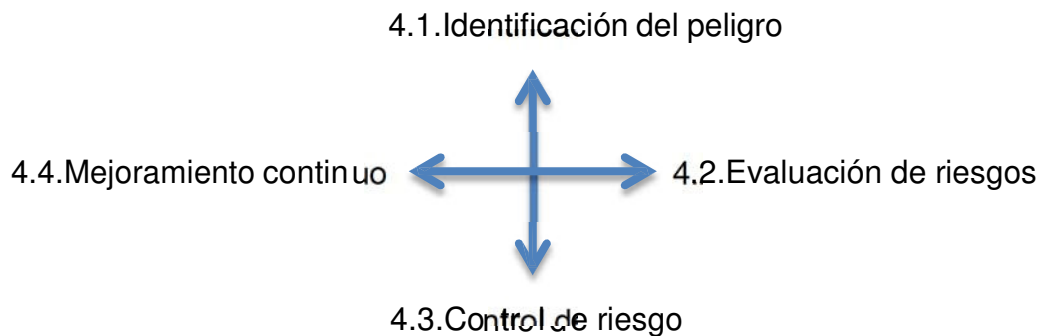 4.1.Identificación del peligro
4.4.Mejoramiento continuo
4.2.Evaluación de riesgos
4.3.Control de riesgo